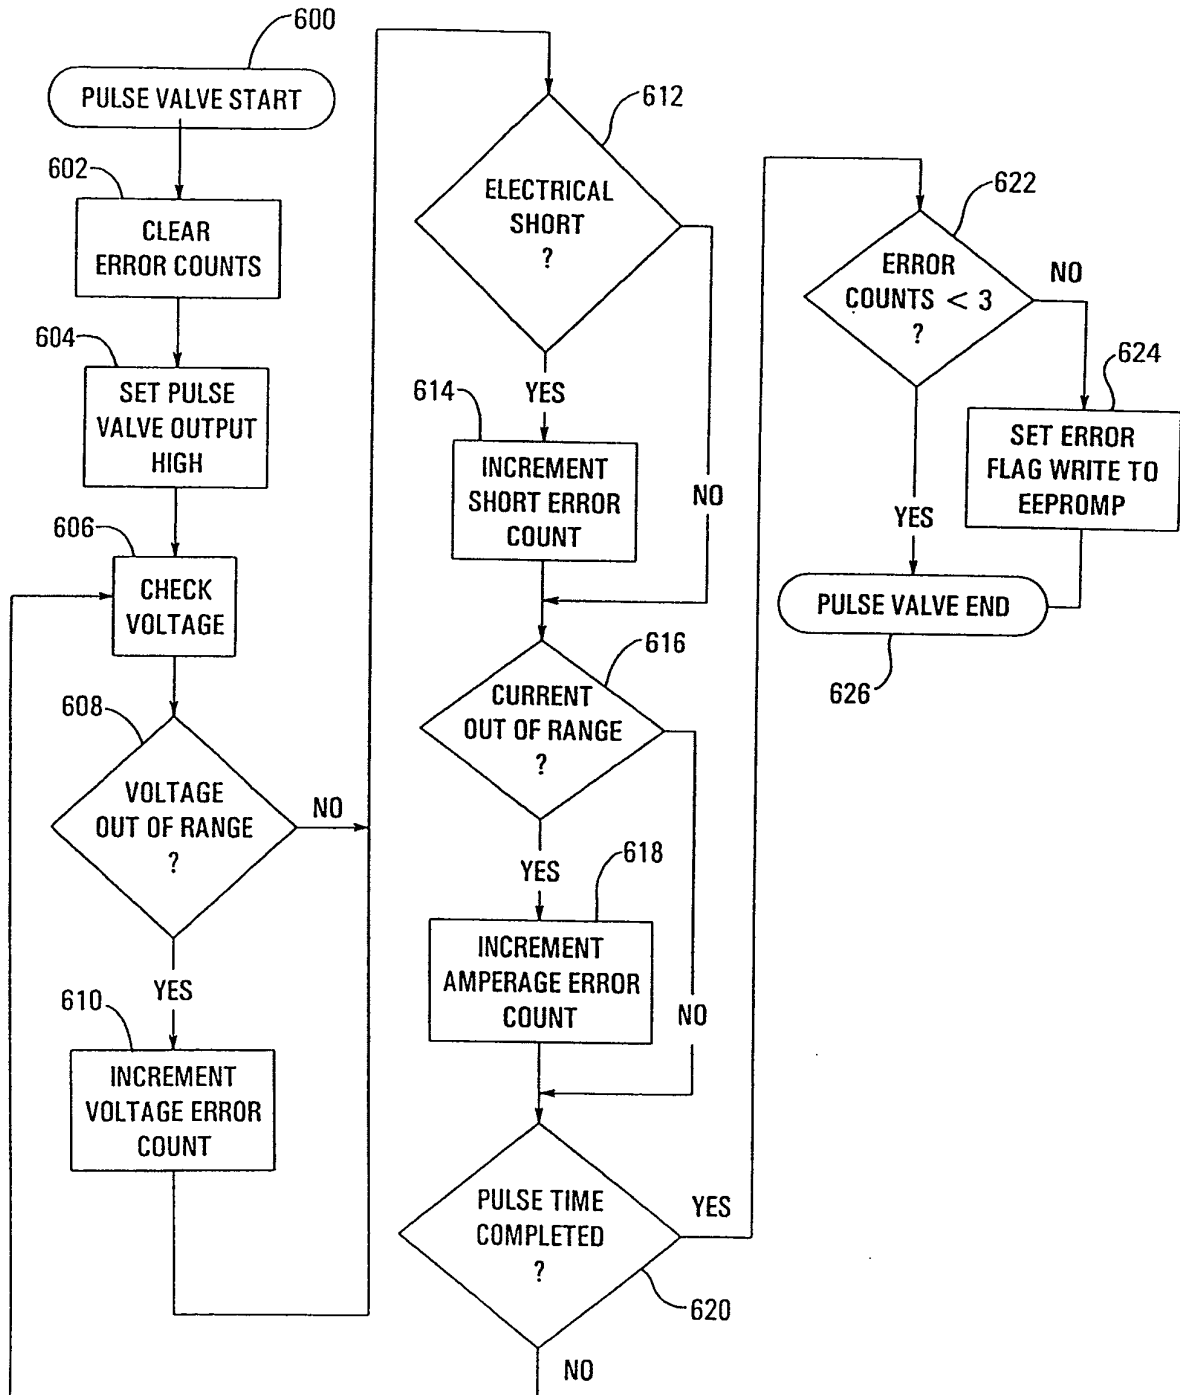 600
PULSE VALVE START
602
CLEAR
ERROR COUNTS
604
SET PULSE
VALVE OUTPUT
HIGH
606
CHECK
VOLTAGE
608
VOLTAGE
OUT OF RANGE
?
NO
YES
610
INCREMENT
VOLTAGE ERROR
COUNT
612
ELECTRICAL
SHORT
?
YES
NO
614
INCREMENT
SHORT ERROR
COUNT
616
CURRENT
OUT OF RANGE
?
YES
NO
618
INCREMENT
AMPERAGE ERROR
COUNT
PULSE TIME
COMPLETED
?
YES
620
NO
622
ERROR
COUNTS < 3
?
NO
YES
624
SET ERROR
FLAG WRITE TO
EEPROMP
PULSE VALVE END
626